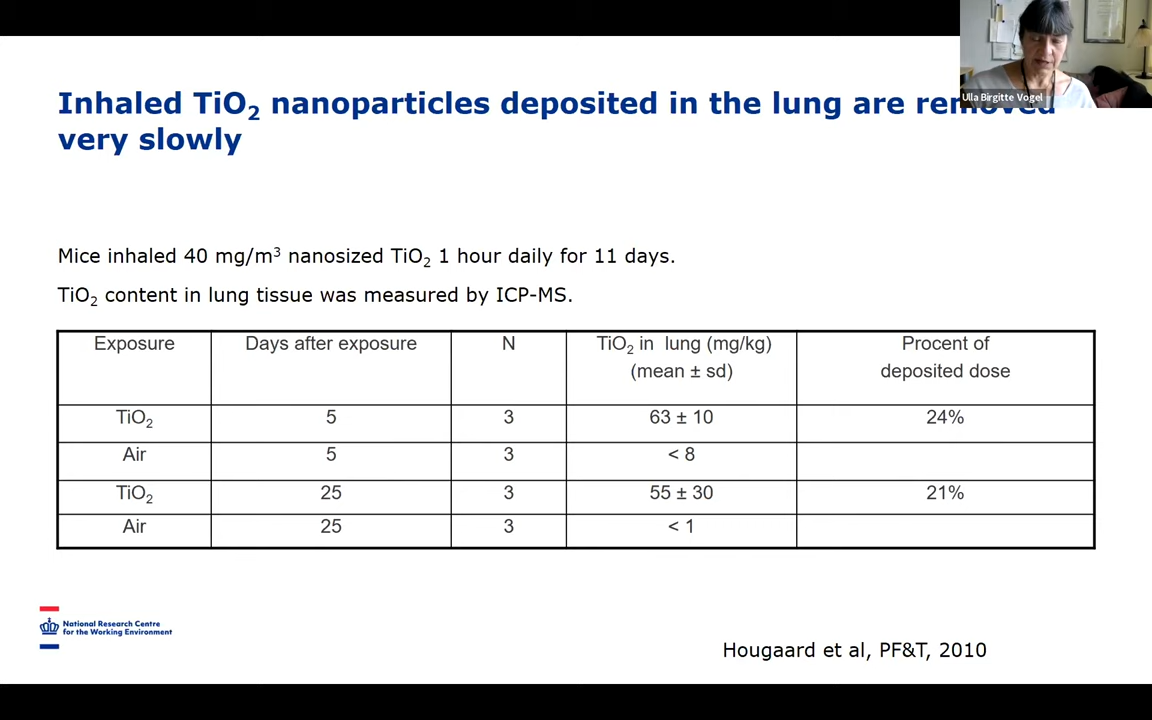 Inhaled TiO₂ nanoparticles deposited in the lung are removed
very slowly
Ulla Birgitte Vogel
Mice inhaled 40 mg/m³ nanosized TiO₂ 1 hour daily for 11 days.
TiO₂ content in lung tissue was measured by ICP-MS.
Exposure Days after exposure N TiO₂ in lung (mg/kg) Procent of
(mean ± sd) deposited dose
TiO₂ 5 3 63 ± 10 24%
Air 5 3 < 8
TiO₂ 25 3 55 ± 30 21%
Air 25 3 < 1
National Research Centre
for the Working Environment
Hougaard et al, PF&T, 2010